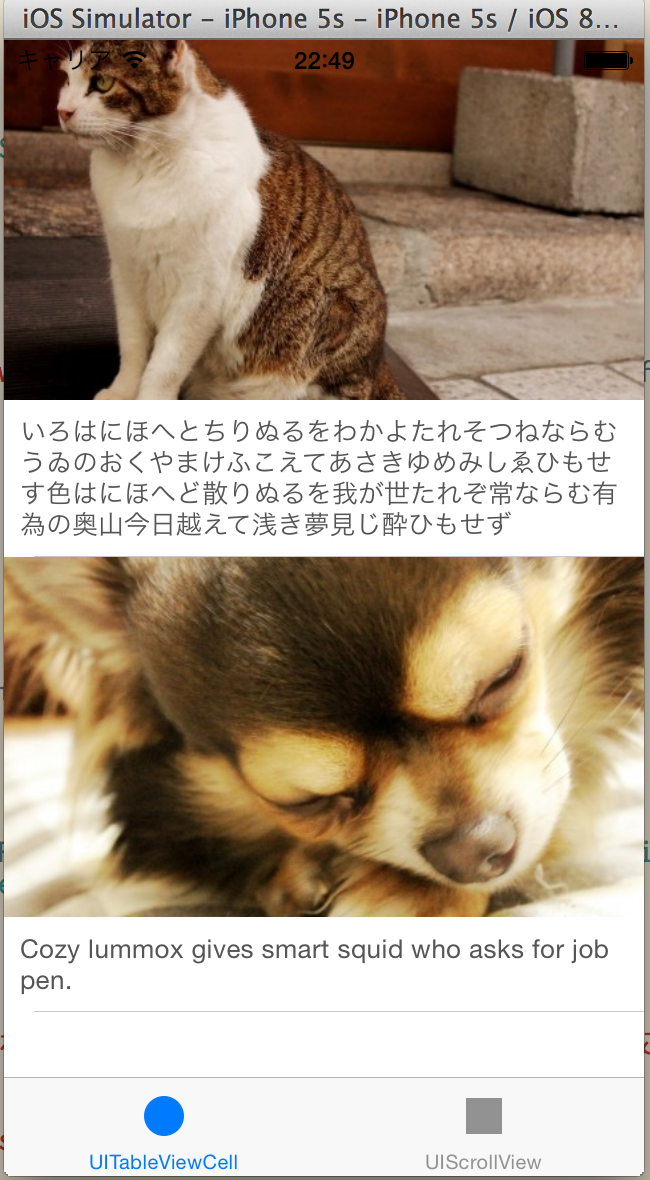 iOS Simulator – iPhone 5s – iPhone 5s / iOS 8...
キャリア 22:49
いろはにほへとちりぬるをわかよたれそつねならむ
うゐのおくやまけふこえてあさきゆめみしゑひもせ
す色はにほへど散りぬるを我が世たれぞ常ならむ有
為の奥山今日越えて浅き夢見じ酔ひもせず
Cozy lummox gives smart squid who asks for job
pen.
UITableViewCell UIScrollView